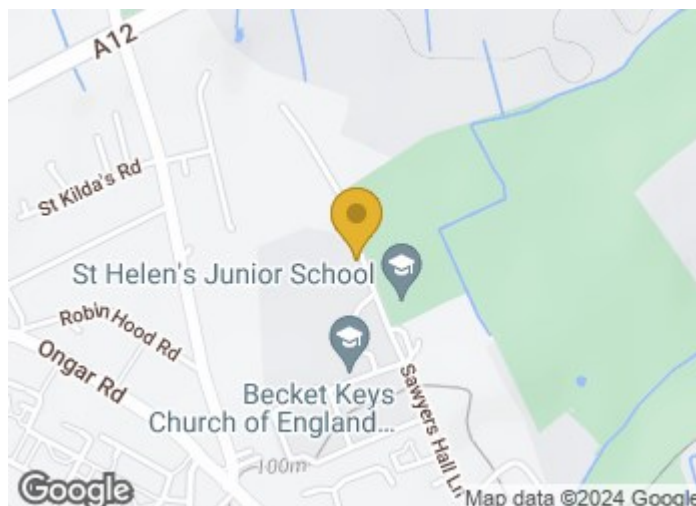 A12
St Kilda's Rd
St Helen's Junior School
Robin Hood Rd
Ongar Rd
Becket Keys
Church of England...
Sawyers Hall Ln
100m
Google
Map data ©2024 Google